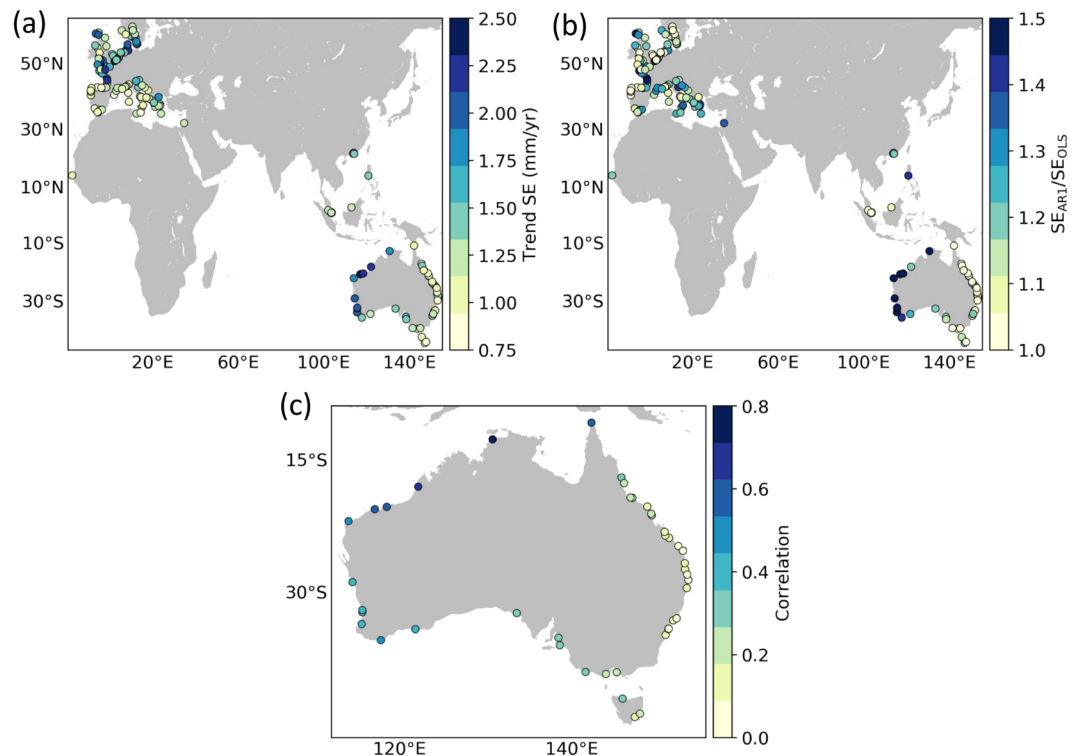 (a)
50°N
30°N
10°N
10°S
30°S
20°E 60°E 100°E 140°E
2.50
2.25
2.00
1.75
1.50
1.25
1.00
0.75
Trend SE (mm/yr)
(b)
50°N
30°N
10°N
10°S
30°S
20°E 60°E 100°E 140°E
1.5
1.4
1.3
1.2
1.1
1.0
SE_AR1/SE_OLS
(c)
15°S
30°S
120°E 140°E
0.8
0.6
0.4
0.2
0.0
Correlation